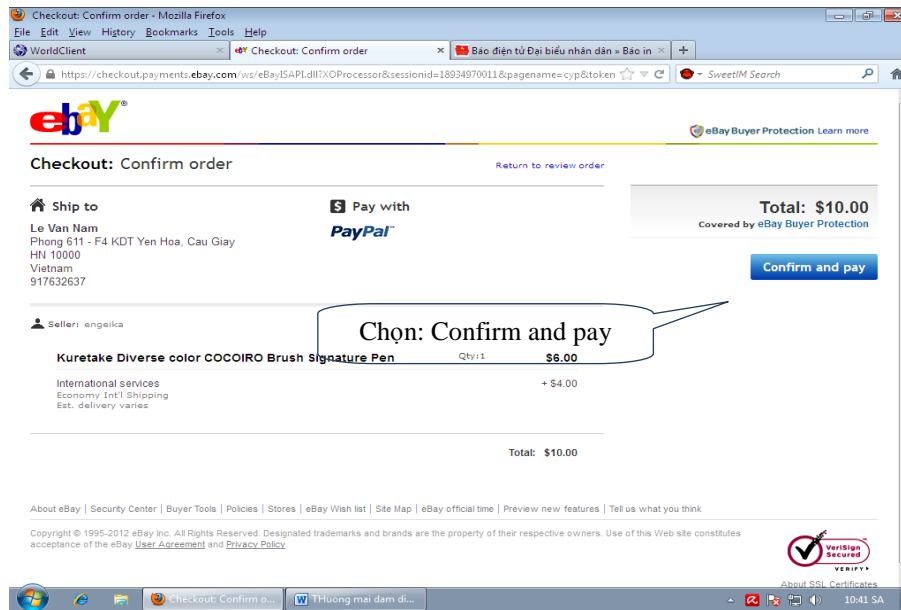 Checkout: Confirm order - Mozilla Firefox
File Edit View History Bookmarks Tools Help
WorldClient
Checkout: Confirm order
Báo điện tử Đại biểu nhân dân » Báo in
https://checkout.payments.ebay.com/ws/eBayISAPI.dll?XOProcessor&sessionid=18934970011&pagename=cyp&token
SweetIM Search
ebaY®
eBay Buyer Protection Learn more
Checkout: Confirm order
Return to review order
Ship to
Le Van Nam
Phong 611 - F4 KDT Yen Hoa, Cau Giay
HN 10000
Vietnam
917632637
$ Pay with
PayPal™
Total: $10.00
Covered by eBay Buyer Protection
Confirm and pay
Chọn: Confirm and pay
Seller: engeika
Kuretake Diverse color COCOIRO Brush Signature Pen Qty:1 $6.00
International services + $4.00
Economy Int'l Shipping
Est. delivery varies
Total: $10.00
About eBay | Security Center | Buyer Tools | Policies | Stores | eBay Wish list | Site Map | eBay official time | Preview new features | Tell us what you think
Copyright © 1995-2012 eBay Inc. All Rights Reserved. Designated trademarks and brands are the property of their respective owners. Use of this Web site constitutes
acceptance of the eBay User Agreement and Privacy Policy.
VeriSign
Secured
VERIFY
About SSL Certificates
Checkout: Confirm o...
THuong mai dam di...
10:41 SA